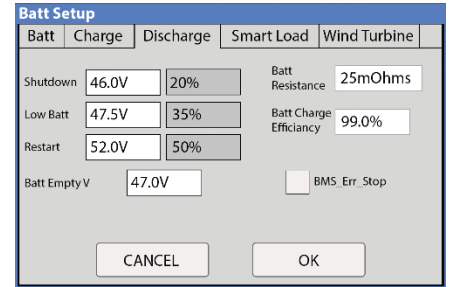 Batt Setup
Batt Charge Discharge Smart Load Wind Turbine
Shutdown 46.0V 20% Batt Resistance 25mOhms
Low Batt 47.5V 35% Batt Charge Efficiancy 99.0%
Restart 52.0V 50%
Batt Empty V 47.0V BMS_Err_Stop
CANCEL OK